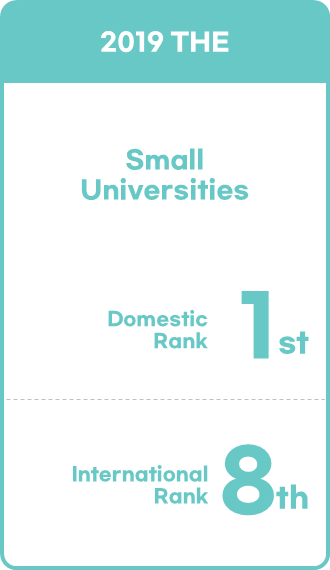 2019 THE
Small
Universities
Domestic
Rank
1st
International
Rank
8th